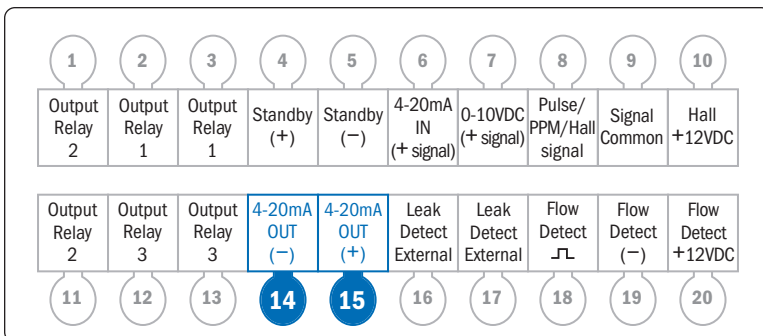 1 2 3 4 5 6 7 8 9 10
Output Output Output Standby Standby 4-20mA 0-10VDC Pulse/ Signal Hall
Relay Relay Relay (+) (−) IN (+ signal) PPM/Hall Common +12VDC
2 1 1 (+ signal) signal
Output Output Output 4-20mA 4-20mA Leak Leak Flow Flow Flow
Relay Relay Relay OUT OUT Detect Detect Detect Detect Detect
2 3 3 (−) (+) External External (−) +12VDC
11 12 13 14 15 16 17 18 19 20